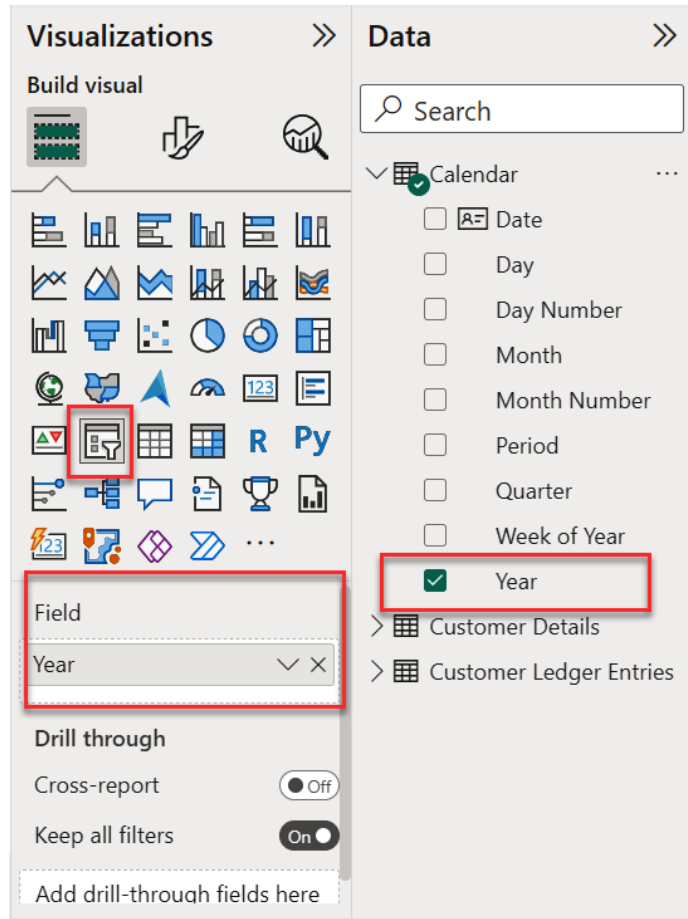 Visualizations
Build visual
123
R
Py
123
Field
Year
Drill through
Cross-report
Off
Keep all filters
On
Add drill-through fields here
Data
Search
Calendar
Date
Day
Day Number
Month
Month Number
Period
Quarter
Week of Year
Year
Customer Details
Customer Ledger Entries